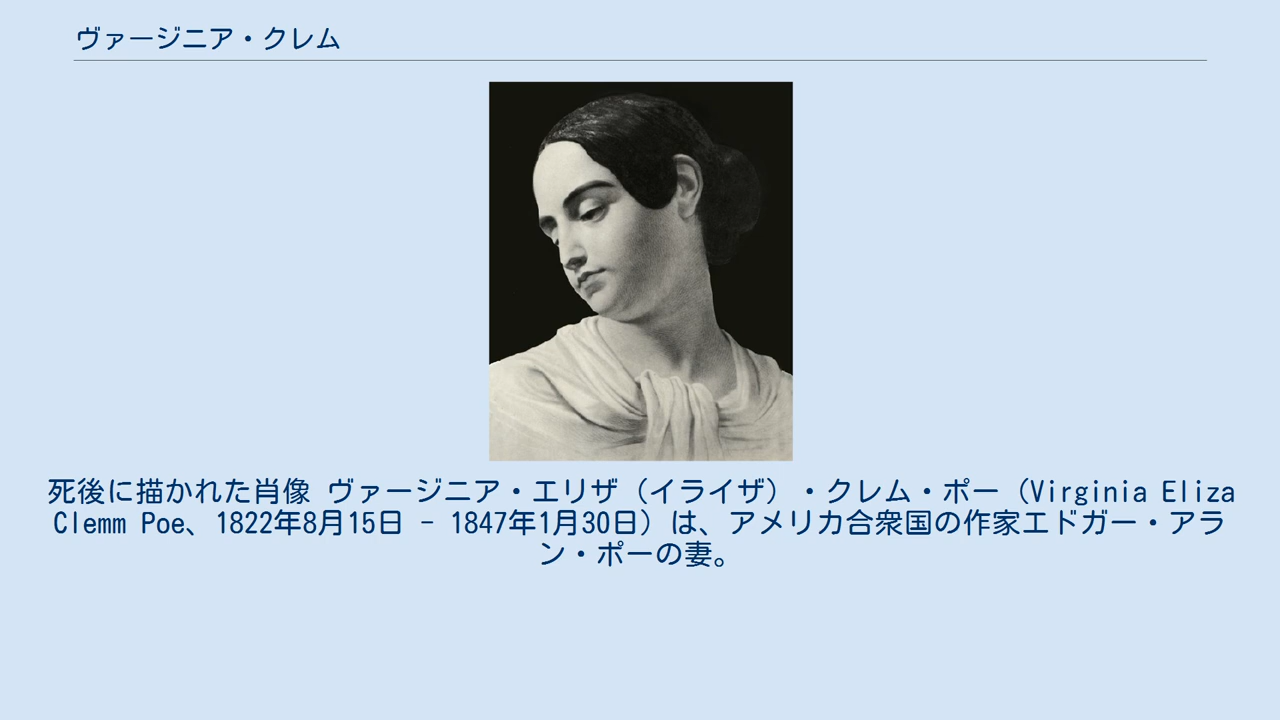 ヴァージニア・クレム
死後に描かれた肖像 ヴァージニア・エリザ（イライザ）・クレム・ポー（Virginia Eliza
Clemm Poe、1822年8月15日 - 1847年1月30日）は、アメリカ合衆国の作家エドガー・アラ
ン・ポーの妻。